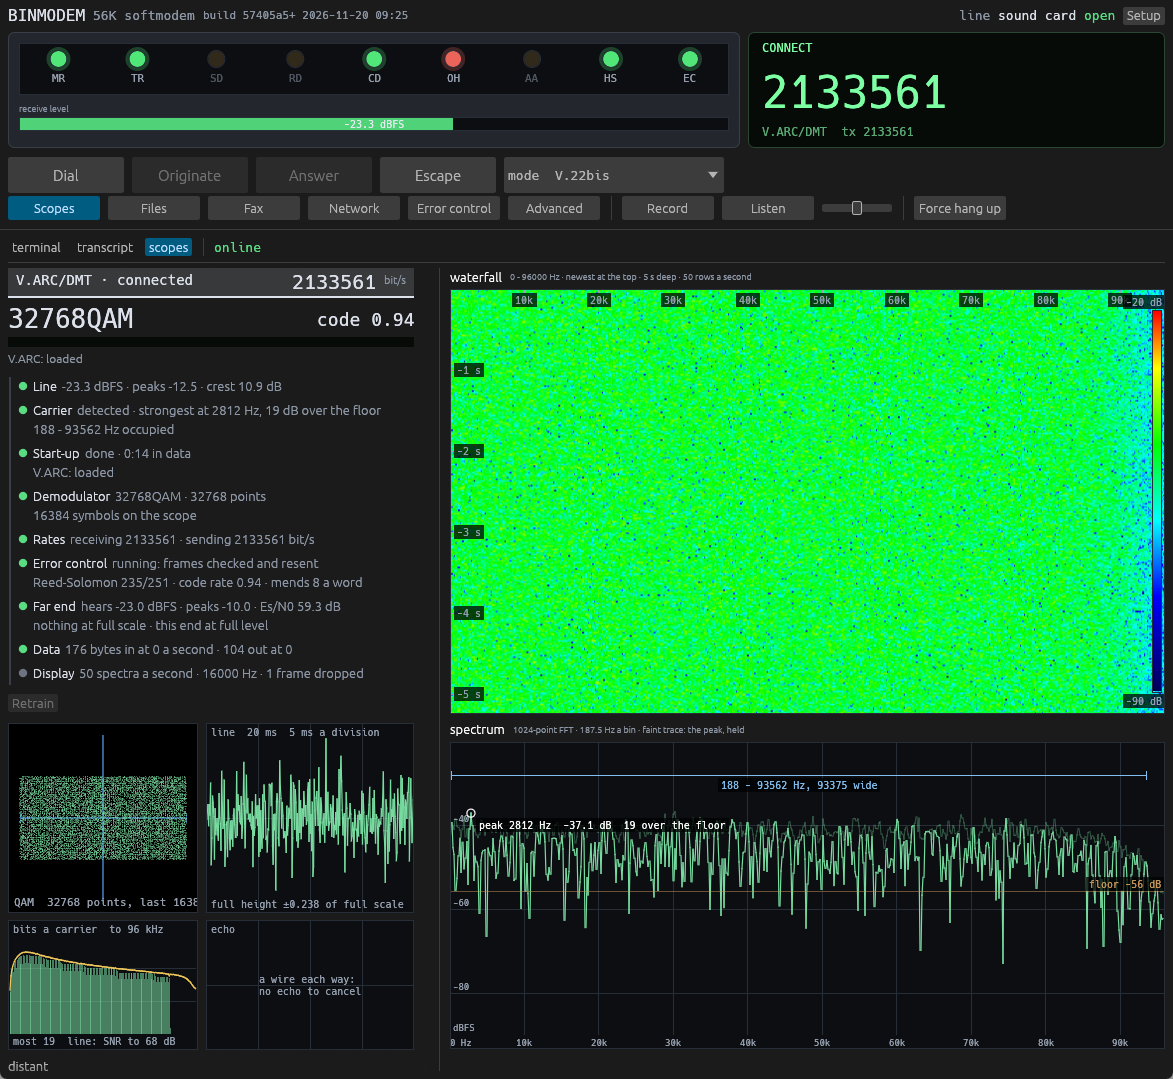 BINMODEM 56K softmodem build 57405a5+ 2026-11-20 09:25
line sound card open Setup
MR TR SD RD CD OH AA HS EC
receive level
-23.3 dBFS
CONNECT
2133561
V.ARC/DMT tx 2133561
Dial Originate Answer Escape mode V.22bis
Scopes Files Fax Network Error control Advanced Record Listen Force hang up
terminal transcript scopes online
V.ARC/DMT · connected 2133561 bit/s
32768QAM code 0.94
V.ARC: loaded
Line -23.3 dBFS · peaks -12.5 · crest 10.9 dB
Carrier detected · strongest at 2812 Hz, 19 dB over the floor
188 - 93562 Hz occupied
Start-up done · 0:14 in data
V.ARC: loaded
Demodulator 32768QAM · 32768 points
16384 symbols on the scope
Rates receiving 2133561 · sending 2133561 bit/s
Error control running: frames checked and resent
Reed-Solomon 235/251 · code rate 0.94 · mends 8 a word
Far end hears -23.0 dBFS · peaks -10.0 · Es/N0 59.3 dB
nothing at full scale · this end at full level
Data 176 bytes in at 0 a second · 104 out at 0
Display 50 spectra a second · 16000 Hz · 1 frame dropped
Retrain
QAM 32768 points, last 1638
line 20 ms 5 ms a division
full height ±0.238 of full scale
bits a carrier to 96 kHz
most 19 line: SNR to 68 dB
echo
a wire each way:
no echo to cancel
distant
waterfall 0 - 96000 Hz · newest at the top · 5 s deep · 50 rows a second
10k 20k 30k 40k 50k 60k 70k 80k 90 -20 dB
-1 s
-2 s
-3 s
-4 s
-5 s
-90 dB
spectrum 1024-point FFT · 187.5 Hz a bin · faint trace: the peak, held
188 - 93562 Hz, 93375 wide
-40
peak 2812 Hz -37.1 dB 19 over the floor
floor -56 dB
-60
-80
dBFS
0 Hz 10k 20k 30k 40k 50k 60k 70k 80k 90k